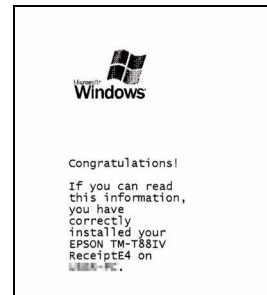 Microsoft
Windows
Congratulations!
If you can read
this information,
you have
correctly
installed your
EPSON TM-T88IV
ReceiptE4 on